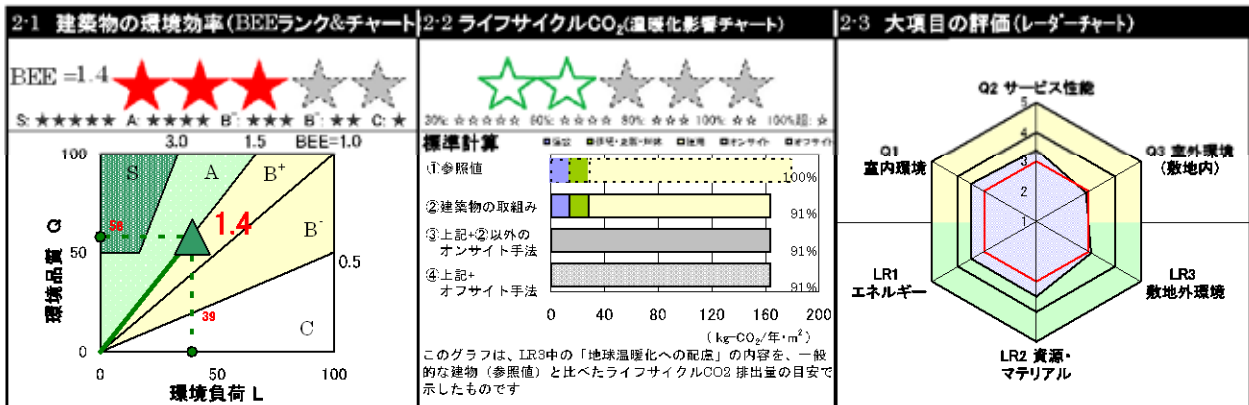 2-1 建築物の環境効率(BEEランク&チャート
BEE =1.4
S: ★★★★★ A: ★★★★ B⁺: ★★★ B⁻: ★★ C: ★
3.0 1.5 BEE=1.0
100
S
A
B⁺
1.4
58
50
B⁻
0.5
39
C
0
0 50 100
環境品質 Q
環境負荷 L
2-2 ライフサイクルCO₂(温暖化影響チャート)
30%: ☆☆☆☆☆ 60%: ☆☆☆☆ 80%: ☆☆☆ 100%: ☆☆ 100%超: ☆
標準計算
オンサイト オフサイト
①参照値
100%
②建築物の取組み
91%
③上記+②以外の
オンサイト手法
91%
④上記+
オフサイト手法
91%
0 40 80 120 160 200
(kg-CO₂/年・m²)
このグラフは、LR3中の「地球温暖化への配慮」の内容を、一般
的な建物(参照値)と比べたライフサイクルCO2 排出量の目安で
示したものです
2-3 大項目の評価(レーダーチャート)
Q2 サービス性能
5
4
3
2
1
Q1
室内環境
Q3 室外環境
(敷地内)
LR1
エネルギー
LR3
敷地外環境
LR2 資源・
マテリアル